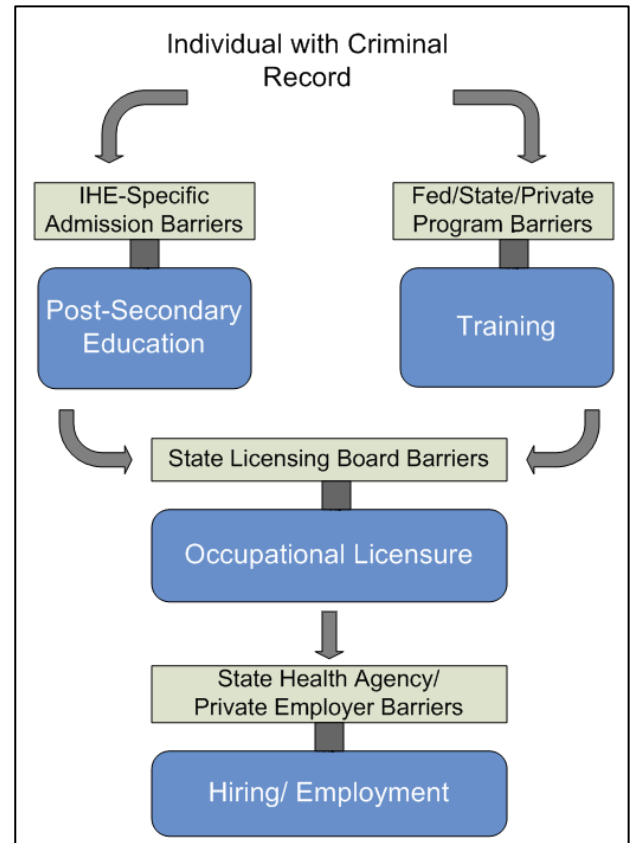 Individual with Criminal
Record
IHE-Specific
Admission Barriers
Fed/State/Private
Program Barriers
Post-Secondary
Education
Training
State Licensing Board Barriers
Occupational Licensure
State Health Agency/
Private Employer Barriers
Hiring/ Employment